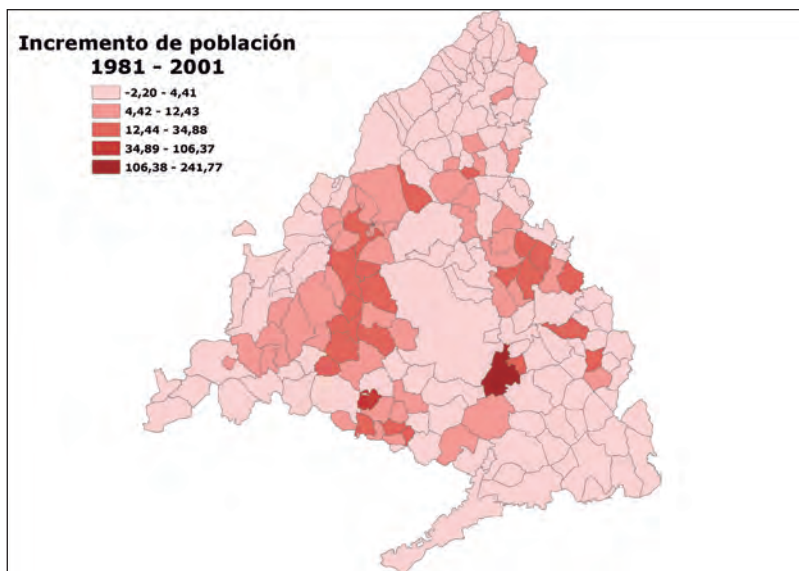 Incremento de población
1981 - 2001
-2,20 - 4,41
4,42 - 12,43
12,44 - 34,88
34,89 - 106,37
106,38 - 241,77